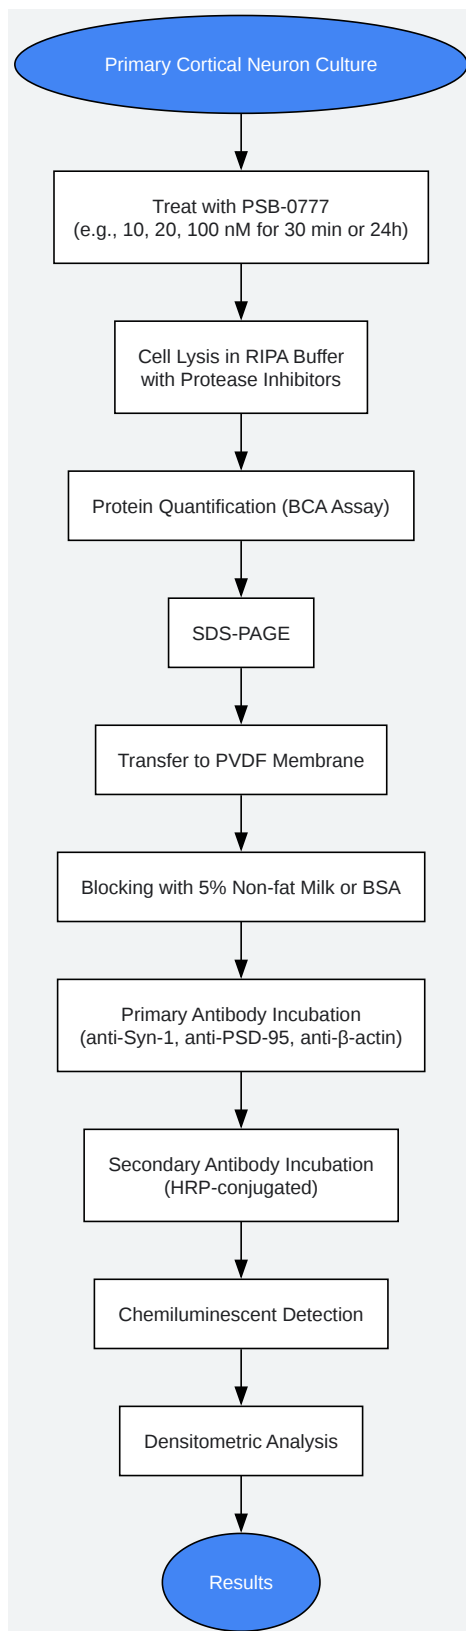 Primary Cortical Neuron Culture
Treat with PSB-0777
(e.g., 10, 20, 100 nM for 30 min or 24h)
Cell Lysis in RIPA Buffer
with Protease Inhibitors
Protein Quantification (BCA Assay)
SDS-PAGE
Transfer to PVDF Membrane
Blocking with 5% Non-fat Milk or BSA
Primary Antibody Incubation
(anti-Syn-1, anti-PSD-95, anti-β-actin)
Secondary Antibody Incubation
(HRP-conjugated)
Chemiluminescent Detection
Densitometric Analysis
Results